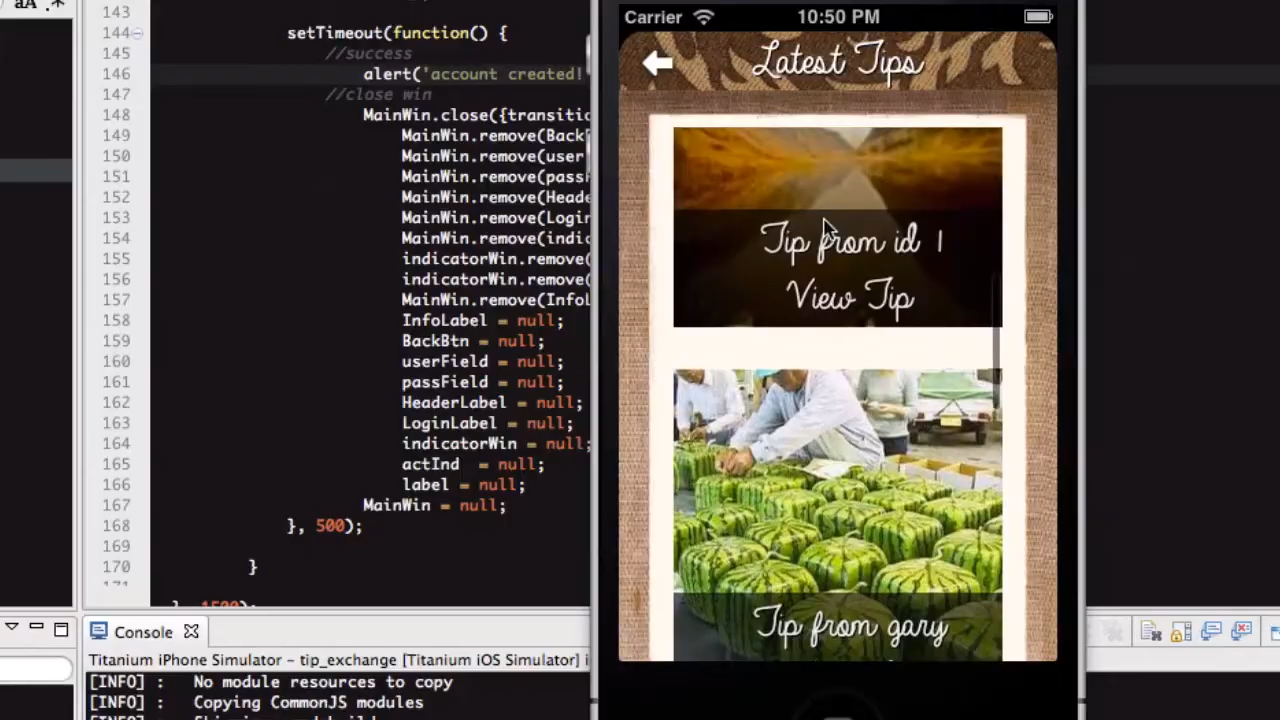 aA .*
143
144 setTimeout(function() {
145 //success
146 alert('account created!
147 //close win
148 MainWin.close({transitio
149 MainWin.remove(Back
150 MainWin.remove(user
151 MainWin.remove(pass
152 MainWin.remove(Heade
153 MainWin.remove(Login
154 MainWin.remove(indic
155 indicatorWin.remove(
156 indicatorWin.remove(
157 MainWin.remove(InfoL
158 InfoLabel = null;
159 BackBtn = null;
160 userField = null;
161 passField = null;
162 HeaderLabel = null;
163 LoginLabel = null;
164 indicatorWin = null;
165 actInd = null;
166 label = null;
167 MainWin = null;
168 }, 500);
169
170 }
171
}, 1500);
Console
Titanium iPhone Simulator - tip_exchange [Titanium iOS Simulator] i
[INFO] : No module resources to copy
[INFO] : Copying CommonJS modules
Carrier 10:50 PM
Latest Tips
Tip from id 1
View Tip
Tip from gary